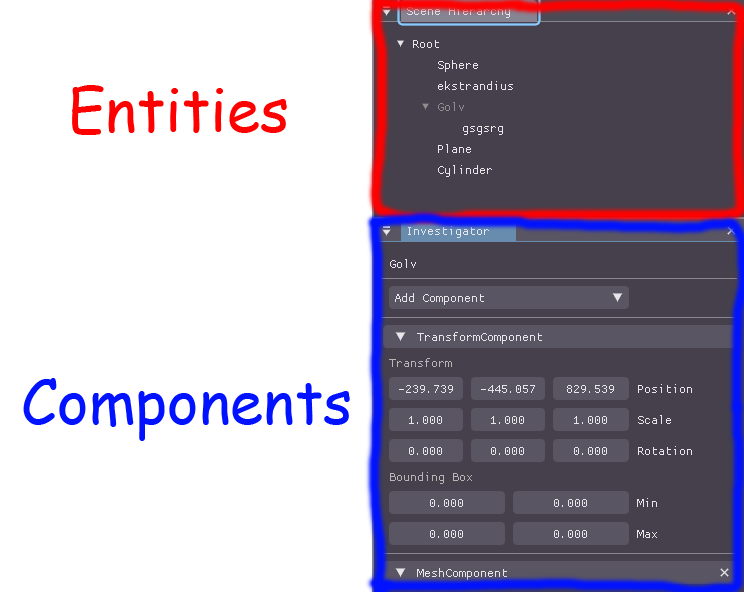 Scene Hierarchy
Root
Sphere
ekstrandius
Golv
gsgsrg
Plane
Cylinder
Entities
Investigator
Golv
Add Component
TransformComponent
Transform
-239.739 -445.057 829.539 Position
1.000 1.000 1.000 Scale
0.000 0.000 0.000 Rotation
Bounding Box
0.000 0.000 Min
0.000 0.000 Max
MeshComponent
Components